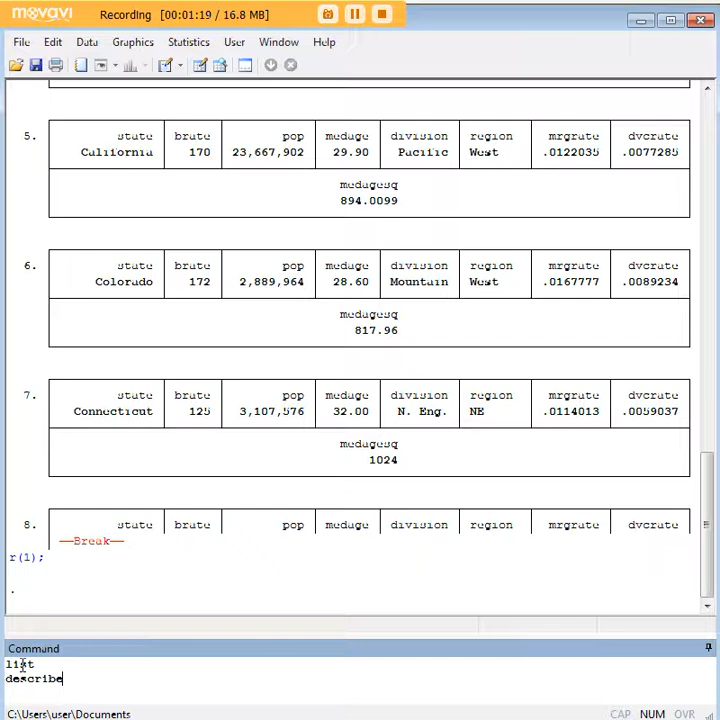 movavi Recording [00:01:19 / 16.8 MB]
File Edit Data Graphics Statistics User Window Help
5. state brate pop medage division region mrgrate dvcrate
California 170 23,667,902 29.90 Pacific West .0122035 .0077285
medagesq
894.0099
6. state brate pop medage division region mrgrate dvcrate
Colorado 172 2,889,964 28.60 Mountain West .0167777 .0089234
medagesq
817.96
7. state brate pop medage division region mrgrate dvcrate
Connecticut 125 3,107,576 32.00 N. Eng. NE .0114013 .0059037
medagesq
1024
8. state brate pop medage division region mrgrate dvcrate
—Break—
r(1);
.
Command
list
describe
C:\Users\user\Documents CAP NUM OVR